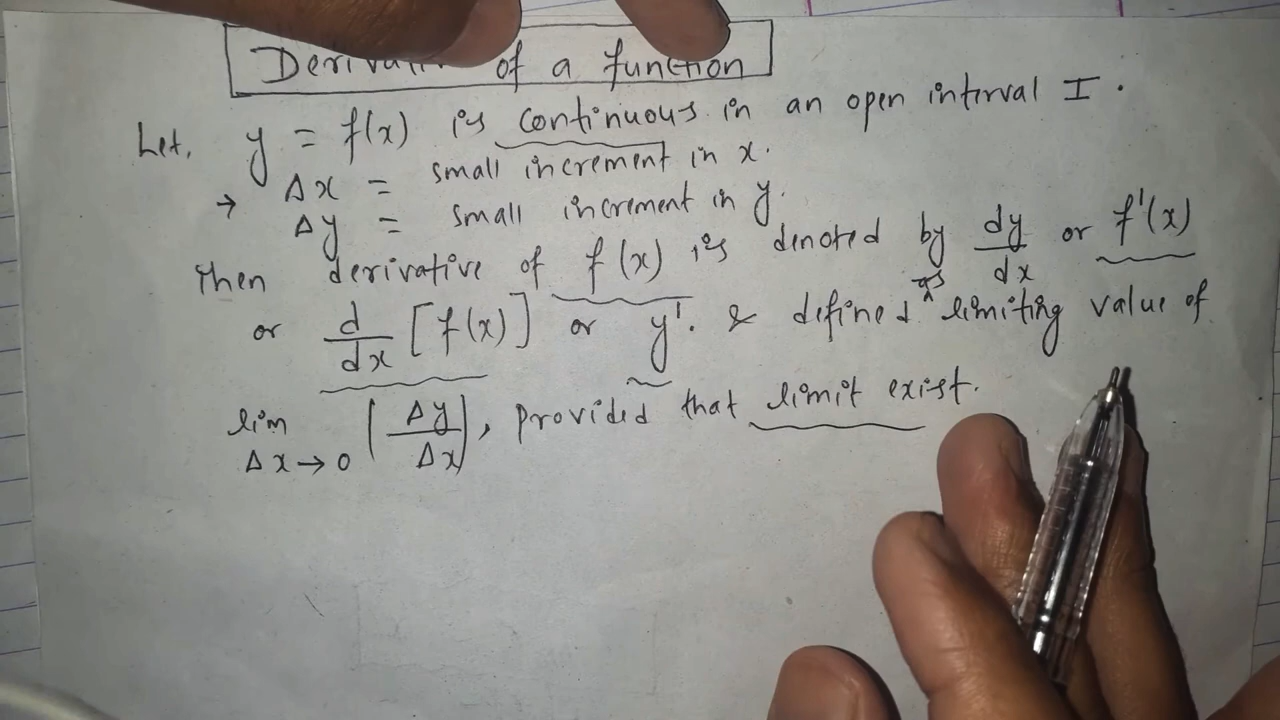 of a function
Let, y = f(x) is continuous in an open interval I.
→ Δx = small increment in x.
Δy = small increment in y.
Then derivative of f(x) is denoted by dy/dx or f'(x)
or d/dx [f(x)] or y'. & defined as limiting value of
lim Δx→0 (Δy/Δx), provided that limit exist.